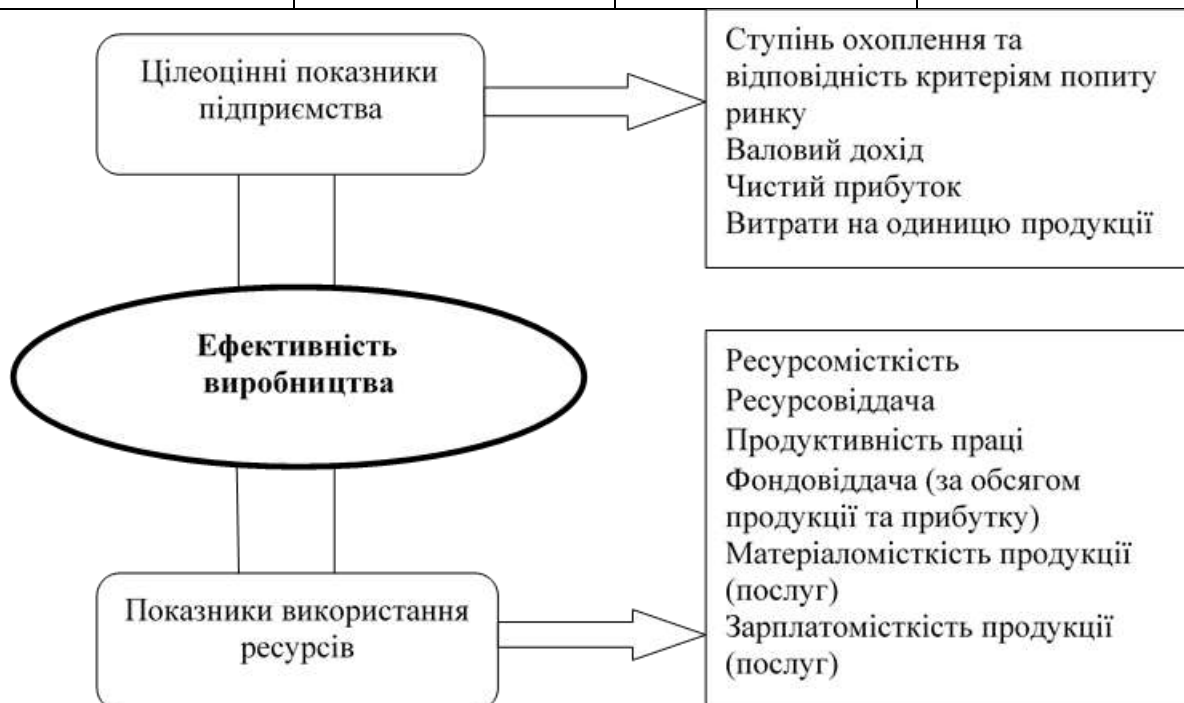 Цілеоцінні показники
підприємства
Ступінь охоплення та
відповідність критеріям попиту
ринку
Валовий дохід
Чистий прибуток
Витрати на одиницю продукції
Ефективність
виробництва
Показники використання
ресурсів
Ресурсомісткість
Ресурсовіддача
Продуктивність праці
Фондовіддача (за обсягом
продукції та прибутку)
Матеріаломісткість продукції
(послуг)
Зарплатомісткість продукції
(послуг)